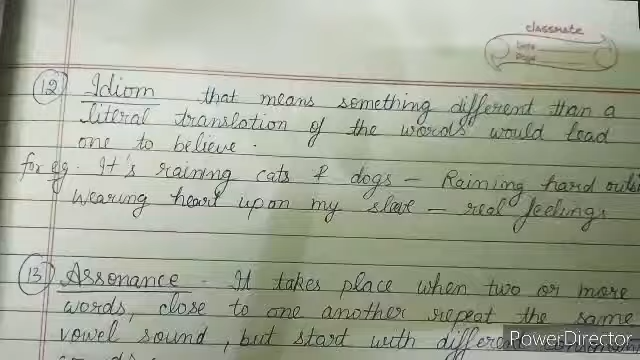 classmate
Date
Page
(12) Idiom that means something different than a
literal translation of the words would lead
one to believe.
for eg. It's raining cats & dogs - Raining hard outsi
wearing heart upon my slave - real feelings
(13) Assonance - It takes place when two or more
words, close to one another repeat the same
vowel sound, but start with different
PowerDirector